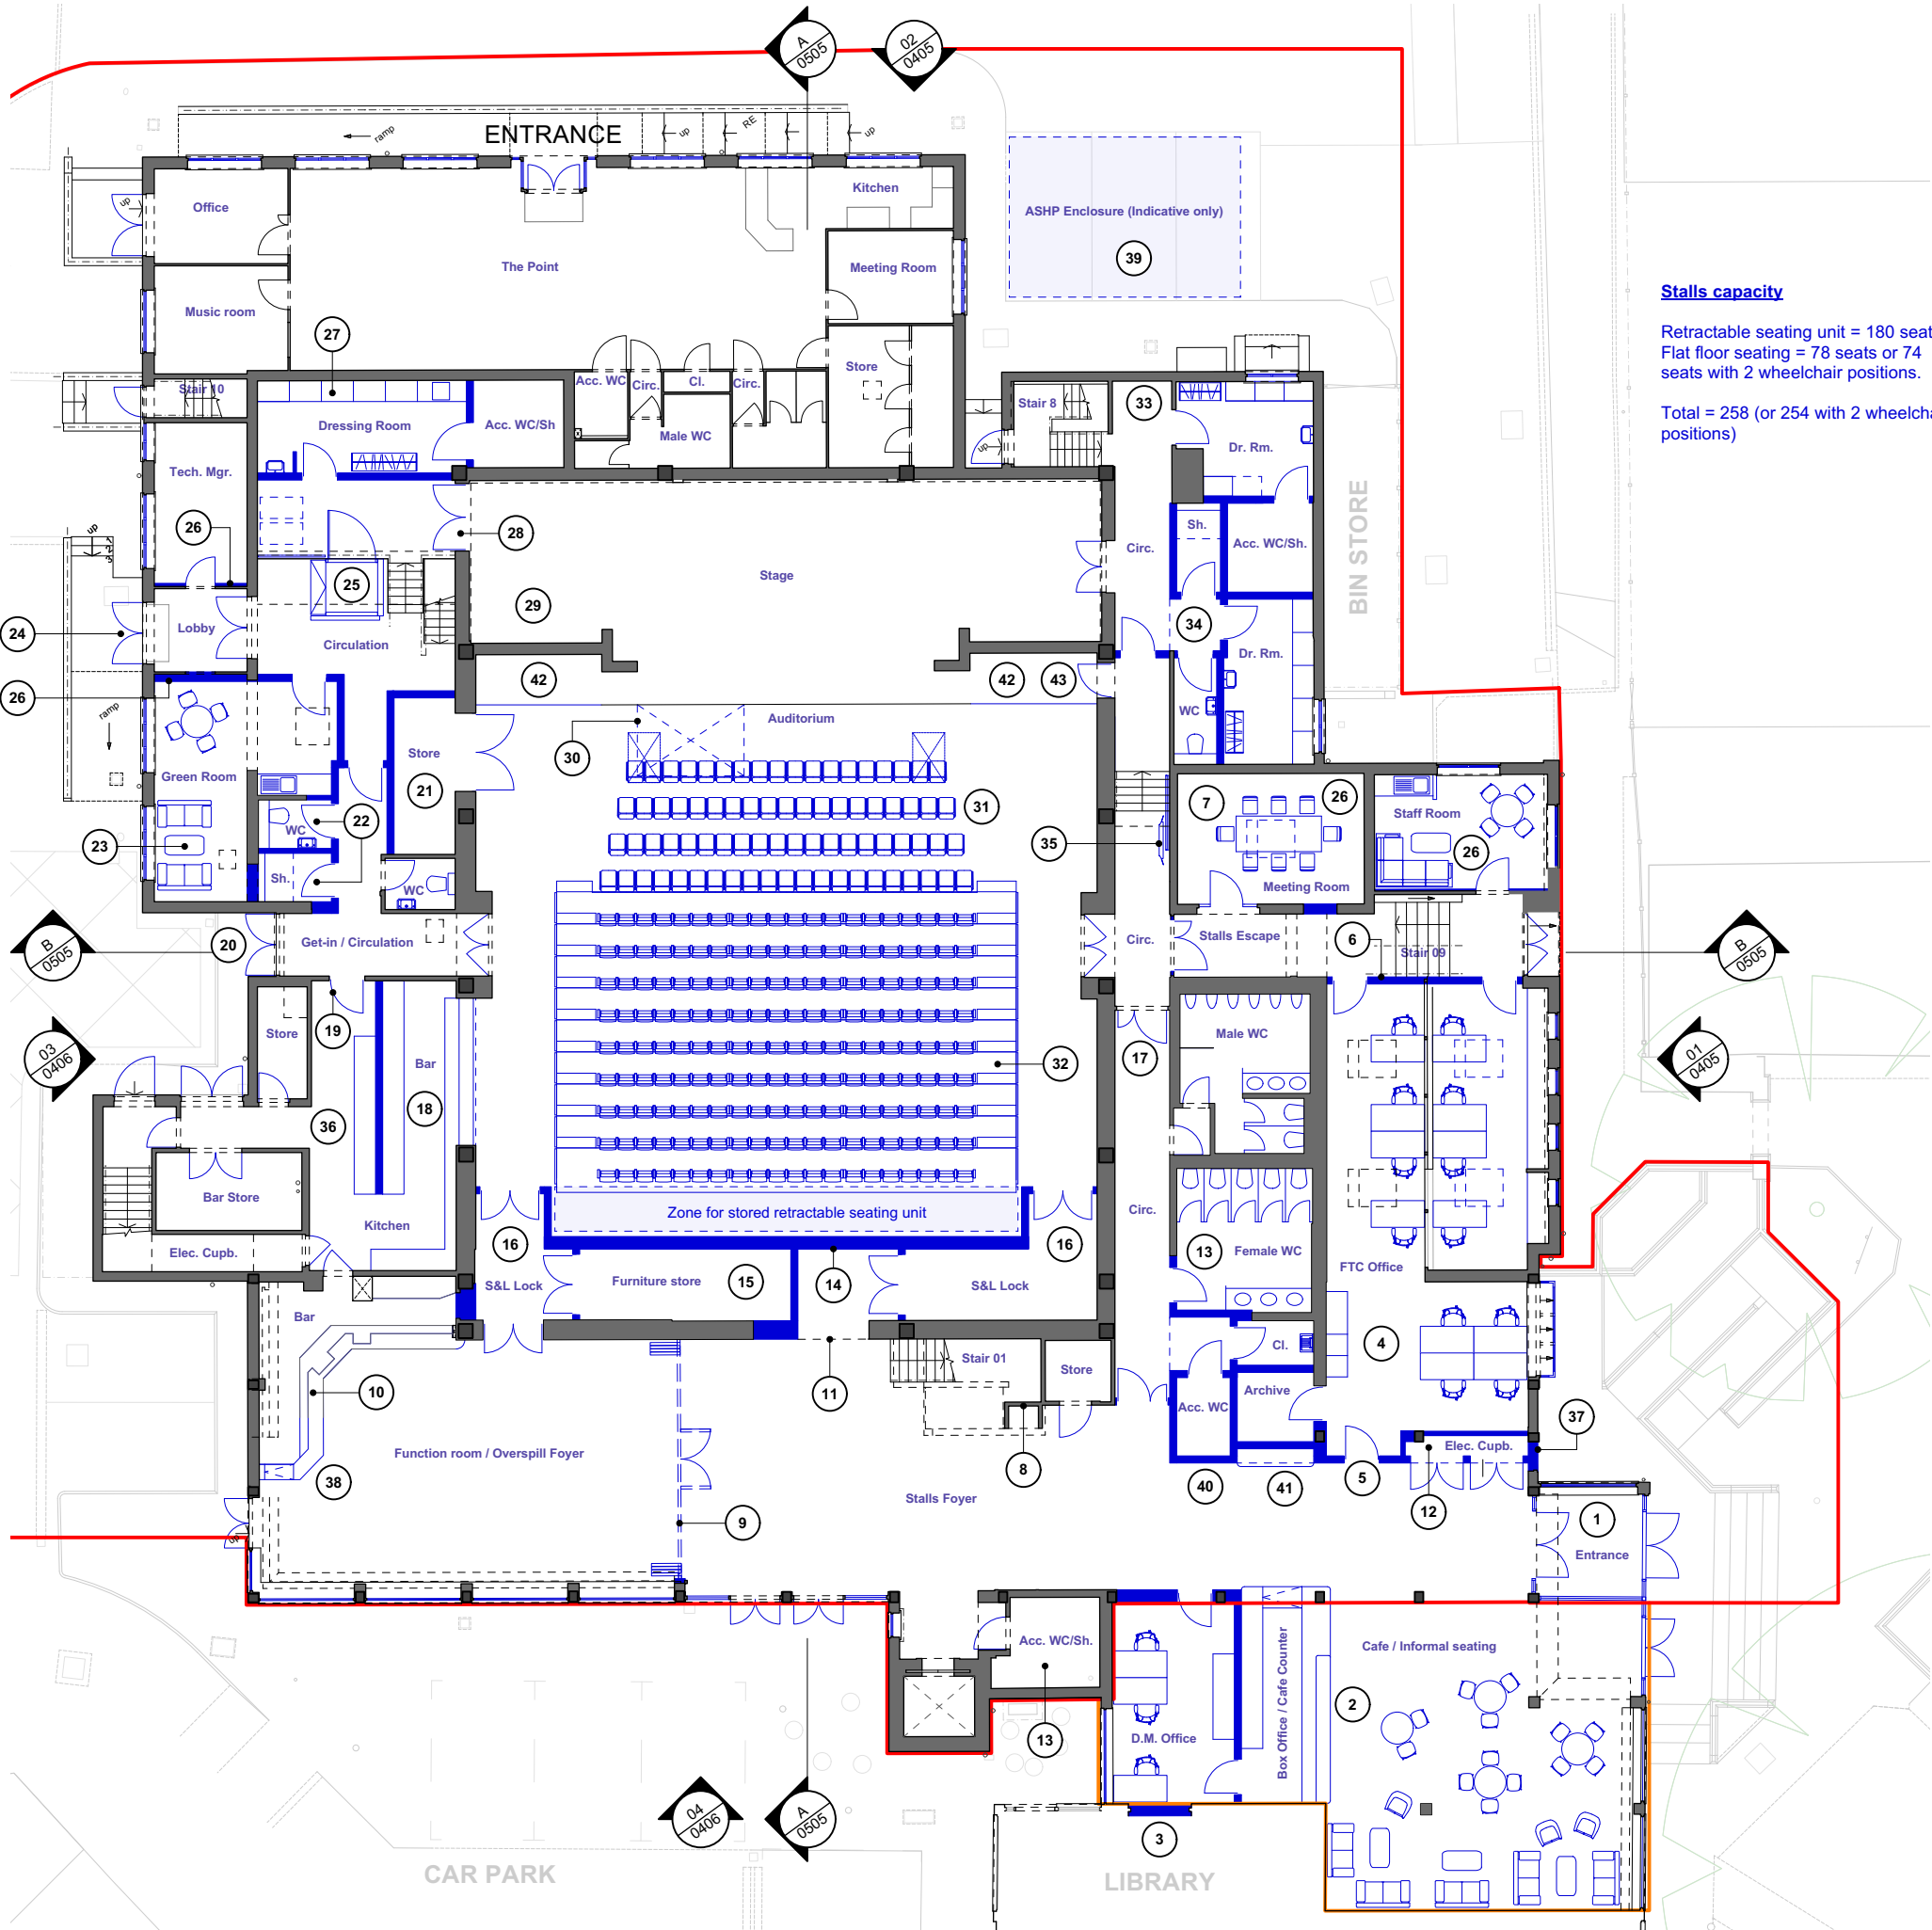 A
0505
02
0405
ENTRANCE
ramp
up
RE
up
Kitchen
Office
up
ASHP Enclosure (Indicative only)
39
The Point
Meeting Room
Music room
Stalls capacity
Retractable seating unit = 180 seat
Flat floor seating = 78 seats or 74
seats with 2 wheelchair positions.
Total = 258 (or 254 with 2 wheelcha
positions)
27
Stair 10
Acc. WC
Circ.
Cl.
Circ.
Store
Stair 8
33
Dressing Room
Acc. WC/Sh
Male WC
up
Dr. Rm.
Tech. Mgr.
26
28
Sh.
Acc. WC/Sh.
Circ.
BIN STORE
up
Stage
25
29
24
Lobby
Circulation
34
Dr. Rm.
42
42
43
26
ramp
WC
Auditorium
30
Store
Green Room
21
31
7
26
Staff Room
WC
22
23
35
26
Sh.
WC
Meeting Room
B
0505
20
Get-in / Circulation
Circ.
Stalls Escape
6
Stair 09
B
0505
19
Store
Male WC
03
0406
Bar
32
17
01
0405
18
36
Bar Store
Zone for stored retractable seating unit
Circ.
Kitchen
Elec. Cupb.
16
16
13
Female WC
FTC Office
S&L Lock
Furniture store
15
14
S&L Lock
Bar
Stair 01
Store
Cl.
4
10
11
Archive
Acc. WC
37
Function room / Overspill Foyer
8
Elec. Cupb.
38
Stalls Foyer
40
41
5
12
9
1
up
Entrance
Acc. WC/Sh.
Cafe / Informal seating
Box Office / Cafe Counter
2
D.M. Office
13
04
0406
A
0505
3
CAR PARK
LIBRARY